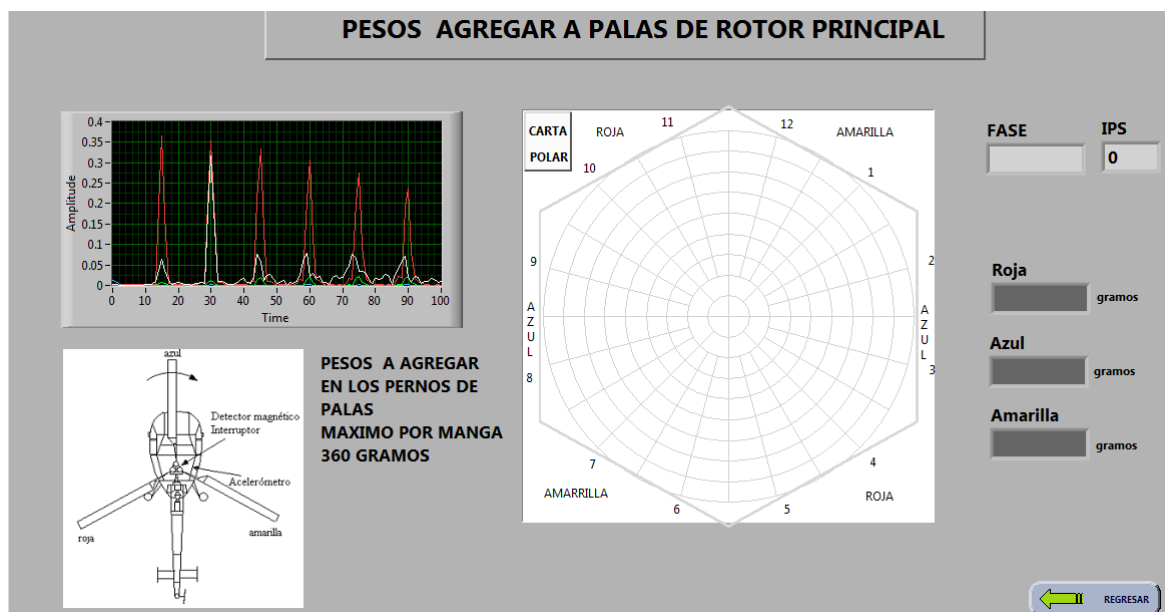 PESOS  AGREGAR A PALAS DE ROTOR PRINCIPAL
Amplitude
0.4
0.35
0.3
0.25
0.2
0.15
0.1
0.05
0
0 10 20 30 40 50 60 70 80 90 100
Time
azul
Detector magnético
Interruptor
Acelerómetro
roja
amarilla
PESOS  A AGREGAR
EN LOS PERNOS DE
PALAS
MAXIMO POR MANGA
360 GRAMOS
CARTA
POLAR
ROJA
11
12
AMARILLA
10
1
9
2
AZUL
AZUL
8
3
7
4
AMARRILLA
ROJA
6
5
FASE
IPS
0
Roja
gramos
Azul
gramos
Amarilla
gramos
REGRESAR